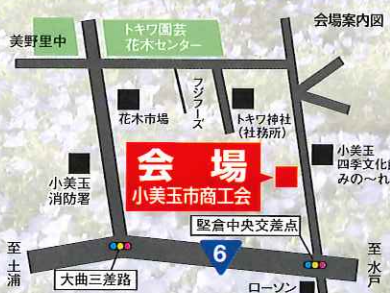 会場案内図
美野里中
トキワ園芸
花木センター
フジフーズ
花木市場
トキワ神社
(社務所)
小美玉
四季文化館
みの〜れ
小美玉
消防署
会場
小美玉市商工会
堅倉中央交差点
至土浦
6
至水戸
大曲三差路
ローソン